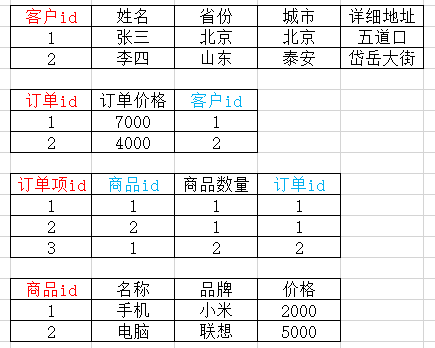 客户id 姓名 省份 城市 详细地址
1 张三 北京 北京 五道口
2 李四 山东 泰安 岱岳大街
订单id 订单价格 客户id
1 7000 1
2 4000 2
订单项id 商品id 商品数量 订单id
1 1 1 1
2 2 1 1
3 1 2 2
商品id 名称 品牌 价格
1 手机 小米 2000
2 电脑 联想 5000